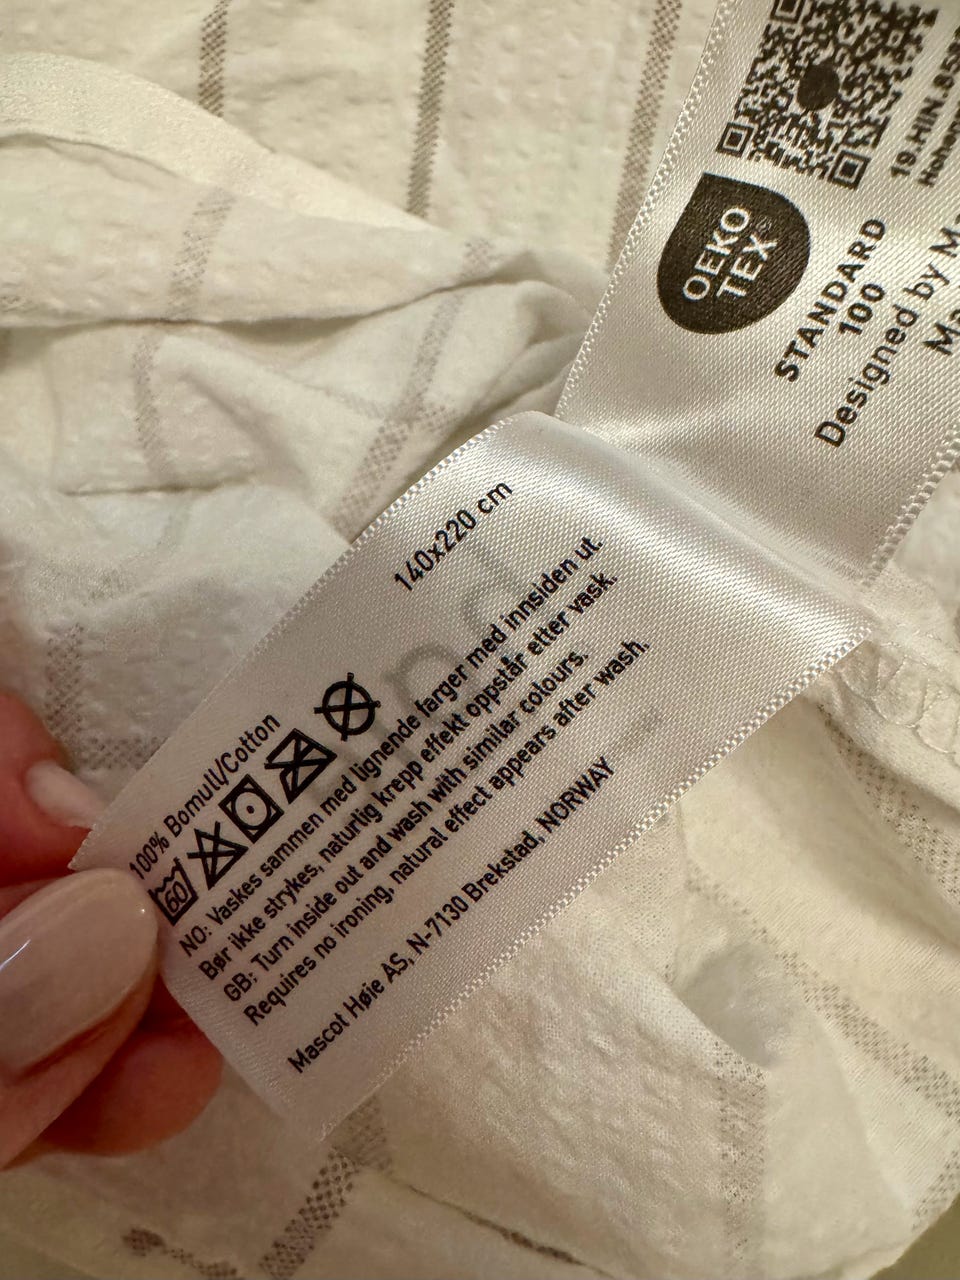 OEKO
TEX®
STANDARD
100
Designed by
140x220 cm
100% Bomull/Cotton
60
NO: Vaskes sammen med lignende farger med innsiden ut.
Bør ikke strykes, naturlig krepp effekt oppstår etter vask.
GB: Turn inside out and wash with similar colours.
Requires no ironing, natural effect appears after wash.
Mascot Høie AS, N-7130 Brekstad, NORWAY